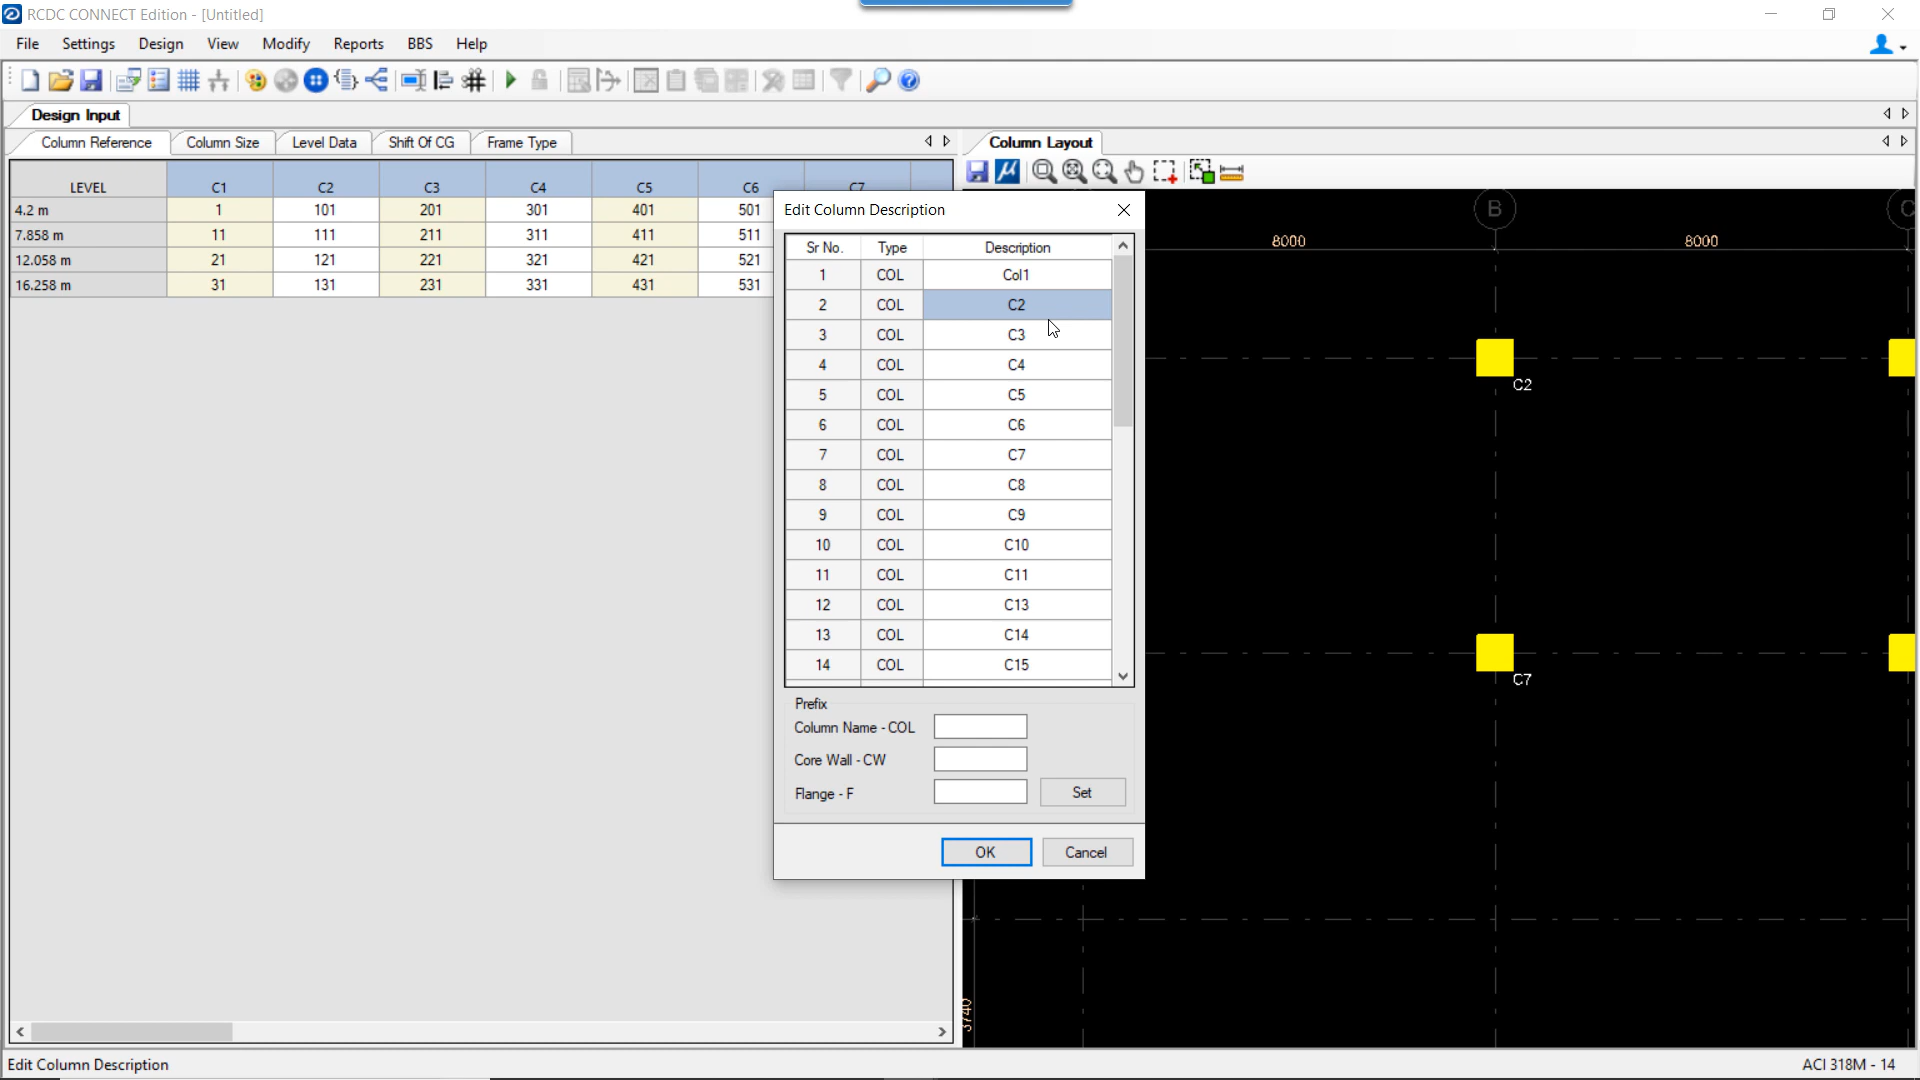 RCDC CONNECT Edition - [Untitled]
File Settings Design View Modify Reports BBS Help
Design Input
Column Reference Column Size Level Data Shift Of CG Frame Type
Column Layout
LEVEL C1 C2 C3 C4 C5 C6 C7
4.2 m 1 101 201 301 401 501
7.858 m 11 111 211 311 411 511
12.058 m 21 121 221 321 421 521
16.258 m 31 131 231 331 431 531
Edit Column Description
Sr No. Type Description
1 COL Col1
2 COL C2
3 COL C3
4 COL C4
5 COL C5
6 COL C6
7 COL C7
8 COL C8
9 COL C9
10 COL C10
11 COL C11
12 COL C13
13 COL C14
14 COL C15
Prefix
Column Name - COL
Core Wall - CW
Flange - F
Set
OK Cancel
B C
8000 8000
C2
C7
3740
Edit Column Description
ACI 318M - 14